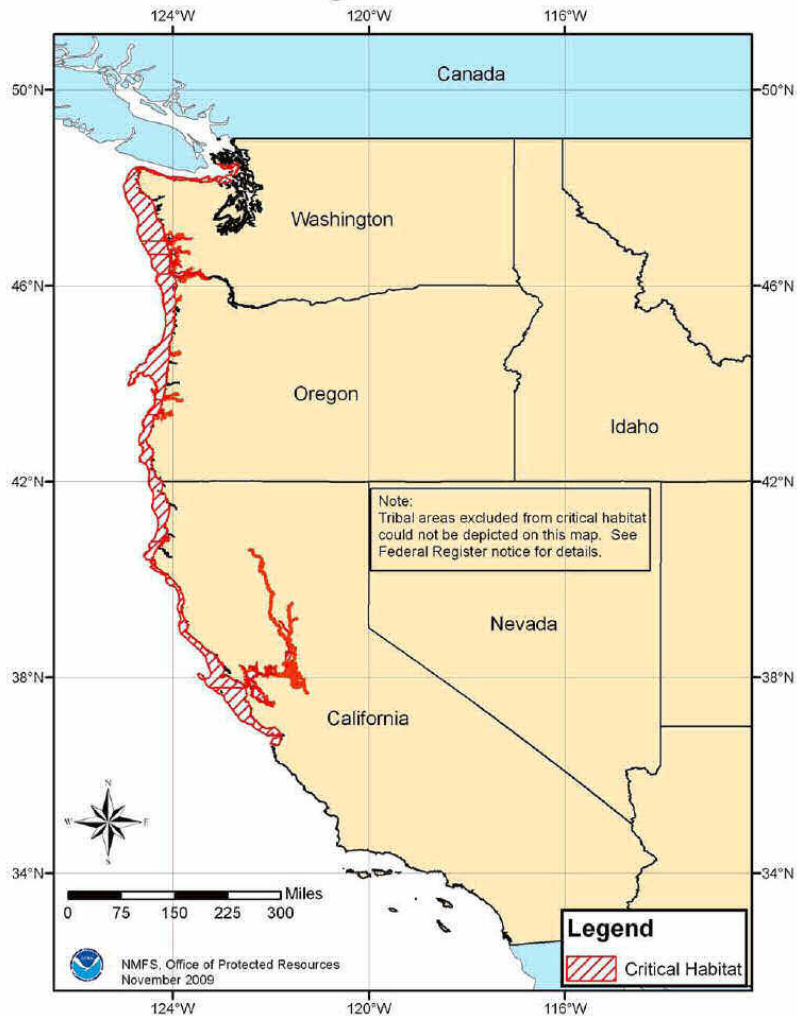 124°W 120°W 116°W
Canada
50°N 50°N
Washington
46°N 46°N
Oregon
Idaho
42°N 42°N
Note:
Tribal areas excluded from critical habitat
could not be depicted on this map. See
Federal Register notice for details.
Nevada
38°N 38°N
California
N
W E
S
34°N 34°N
Miles
0 75 150 225 300
Legend
Critical Habitat
NMFS, Office of Protected Resources
November 2009
124°W 120°W 116°W